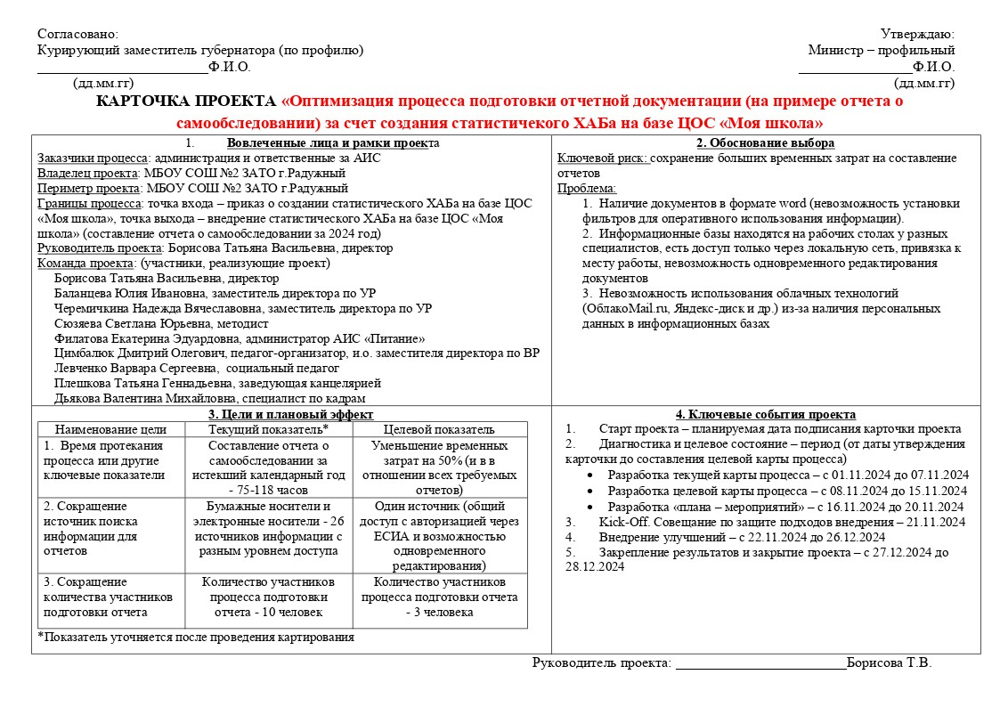 Согласовано:
Утверждаю:
Курирующий заместитель губернатора (по профилю)
Министр – профильный
_________________________Ф.И.О.
_________________Ф.И.О.
(дд.мм.гг)
(дд.мм.гг)
КАРТОЧКА ПРОЕКТА «Оптимизация процесса подготовки отчетной документации (на примере отчета о
самообследовании) за счет создания статистичекого ХАБа на базе ЦОС «Моя школа»
1. Вовлеченные лица и рамки проекта
Заказчики процесса: администрация и ответственные за АИС
Владелец проекта: МБОУ СОШ №2 ЗАТО г.Радужный
Периметр проекта: МБОУ СОШ №2 ЗАТО г.Радужный
Границы процесса: точка входа – приказ о создании статистического ХАБа на базе ЦОС
«Моя школа», точка выхода – внедрение статистического ХАБа на базе ЦОС «Моя
школа» (составление отчета о самообследовании за 2024 год)
Руководитель проекта: Борисова Татьяна Васильевна, директор
Команда проекта: (участники, реализующие проект)
Борисова Татьяна Васильевна, директор
Баланцева Юлия Ивановна, заместитель директора по УР
Черемичкина Надежда Вячеславовна, заместитель директора по УР
Сюзяева Светлана Юрьевна, методист
Филатова Екатерина Эдуардовна, администратор АИС «Питание»
Цимбалюк Дмитрий Олегович, педагог-организатор, и.о. заместителя директора по ВР
Левченко Варвара Сергеевна, социальный педагог
Плешкова Татьяна Геннадьевна, заведующая канцелярией
Дьякова Валентина Михайловна, специалист по кадрам
2. Обоснование выбора
Ключевой риск: сохранение больших временных затрат на составление
отчетов
Проблема:
1. Наличие документов в формате word (невозможность установки
фильтров для оперативного использования информации).
2. Информационные базы находятся на рабочих столах у разных
специалистов, есть доступ только через локальную сеть, привязка к
месту работы, невозможность одновременного редактирования
документов
3. Невозможность использования облачных технологий
(ОблакоMail.ru, Яндекс-диск и др.) из-за наличия персональных
данных в информационных базах
3. Цели и плановый эффект
Наименование цели
Текущий показатель*
Целевой показатель
1. Время протекания
процесса или другие
ключевые показатели
Составление отчета о
самообследовании за
истекший календарный год
- 75-118 часов
Уменьшение временных
затрат на 50% (и в в
отношении всех требуемых
отчетов)
2. Сокращение
источник поиска
информации для
отчетов
Бумажные носители и
электронные носители - 26
источников информации с
разным уровнем доступа
Один источник (общий
доступ с авторизацией через
ЕСИА и возможностью
одновременного
редактирования)
3. Сокращение
количества участников
подготовки отчета
Количество участников
процесса подготовки
отчета - 10 человек
Количество участников
процесса подготовки отчета
- 3 человека
*Показатель уточняется после проведения картирования
4. Ключевые события проекта
1. Старт проекта – планируемая дата подписания карточки проекта
2. Диагностика и целевое состояние – период (от даты утверждения
карточки до составления целевой карты процесса)
• Разработка текущей карты процесса – с 01.11.2024 до 07.11.2024
• Разработка целевой карты процесса – с 08.11.2024 до 15.11.2024
• Разработка «плана – мероприятий» – с 16.11.2024 до 20.11.2024
3. Kick-Off. Совещание по защите подходов внедрения – 21.11.2024
4. Внедрение улучшений – с 22.11.2024 до 26.12.2024
5. Закрепление результатов и закрытие проекта – с 27.12.2024 до
28.12.2024
Руководитель проекта: _________________________Борисова Т.В.